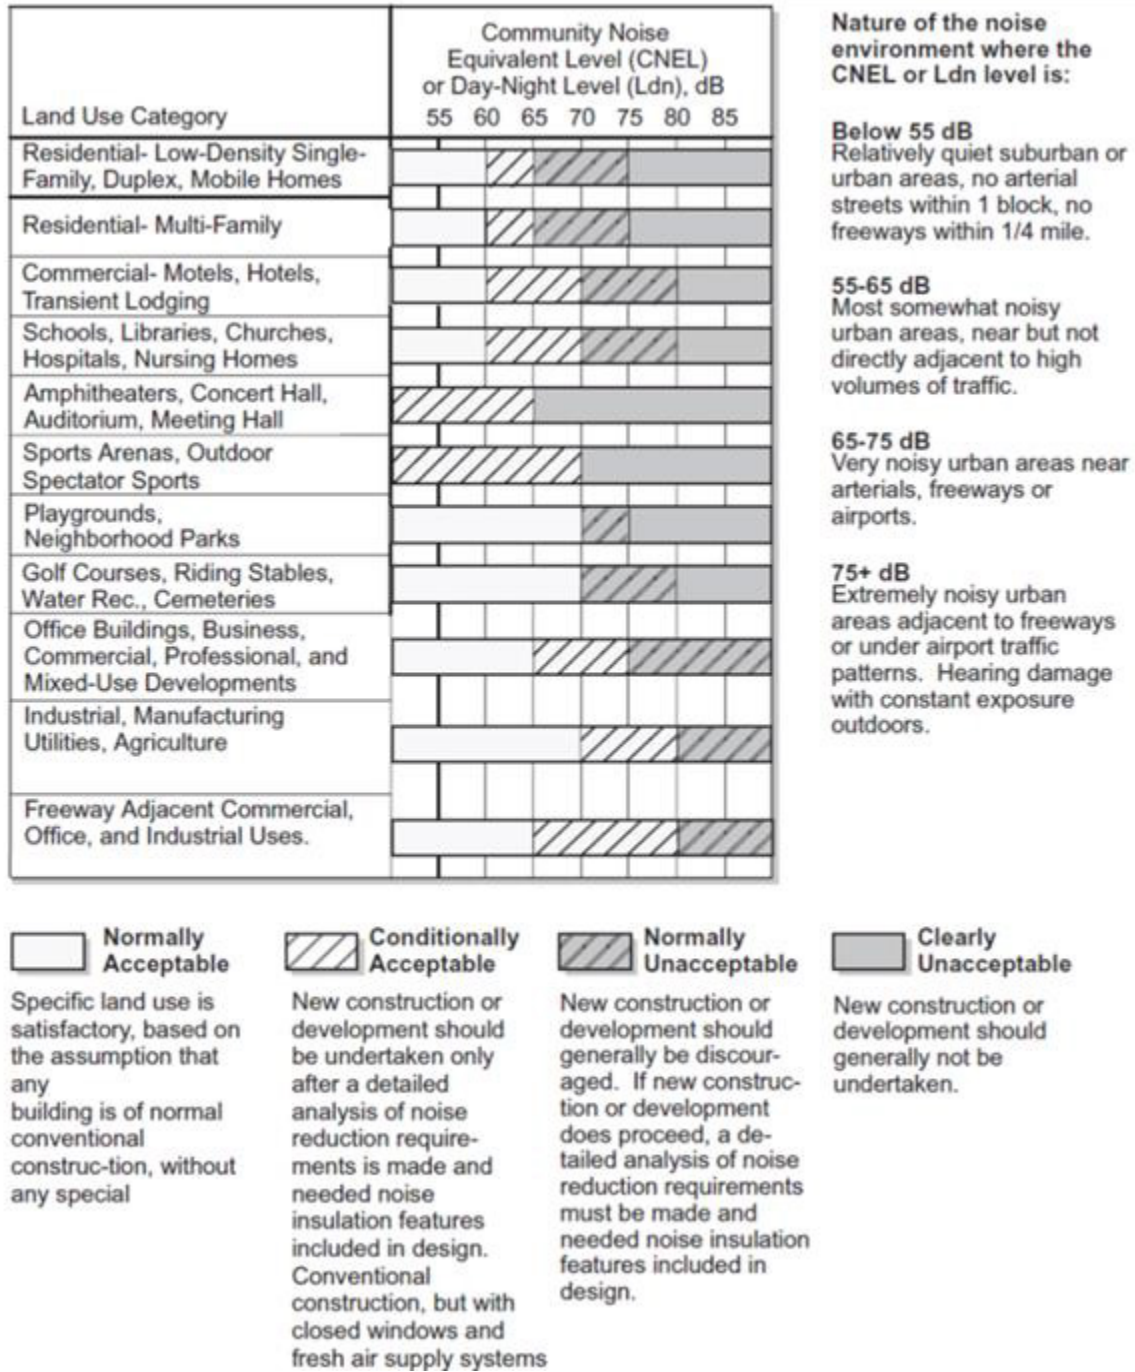 Community Noise
Equivalent Level (CNEL)
or Day-Night Level (Ldn), dB
Land Use Category
55 60 65 70 75 80 85
Residential- Low-Density Single-
Family, Duplex, Mobile Homes
Residential- Multi-Family
Commercial- Motels, Hotels,
Transient Lodging
Schools, Libraries, Churches,
Hospitals, Nursing Homes
Amphitheaters, Concert Hall,
Auditorium, Meeting Hall
Sports Arenas, Outdoor
Spectator Sports
Playgrounds,
Neighborhood Parks
Golf Courses, Riding Stables,
Water Rec., Cemeteries
Office Buildings, Business,
Commercial, Professional, and
Mixed-Use Developments
Industrial, Manufacturing
Utilities, Agriculture
Freeway Adjacent Commercial,
Office, and Industrial Uses.
Nature of the noise
environment where the
CNEL or Ldn level is:
Below 55 dB
Relatively quiet suburban or
urban areas, no arterial
streets within 1 block, no
freeways within 1/4 mile.
55-65 dB
Most somewhat noisy
urban areas, near but not
directly adjacent to high
volumes of traffic.
65-75 dB
Very noisy urban areas near
arterials, freeways or
airports.
75+ dB
Extremely noisy urban
areas adjacent to freeways
or under airport traffic
patterns. Hearing damage
with constant exposure
outdoors.
Normally
Acceptable
Specific land use is
satisfactory, based on
the assumption that
any
building is of normal
conventional
construc-tion, without
any special
Conditionally
Acceptable
New construction or
development should
be undertaken only
after a detailed
analysis of noise
reduction require-
ments is made and
needed noise
insulation features
included in design.
Conventional
construction, but with
closed windows and
fresh air supply systems
Normally
Unacceptable
New construction or
development should
generally be discour-
aged. If new construc-
tion or development
does proceed, a de-
tailed analysis of noise
reduction requirements
must be made and
needed noise insulation
features included in
design.
Clearly
Unacceptable
New construction or
development should
generally not be
undertaken.